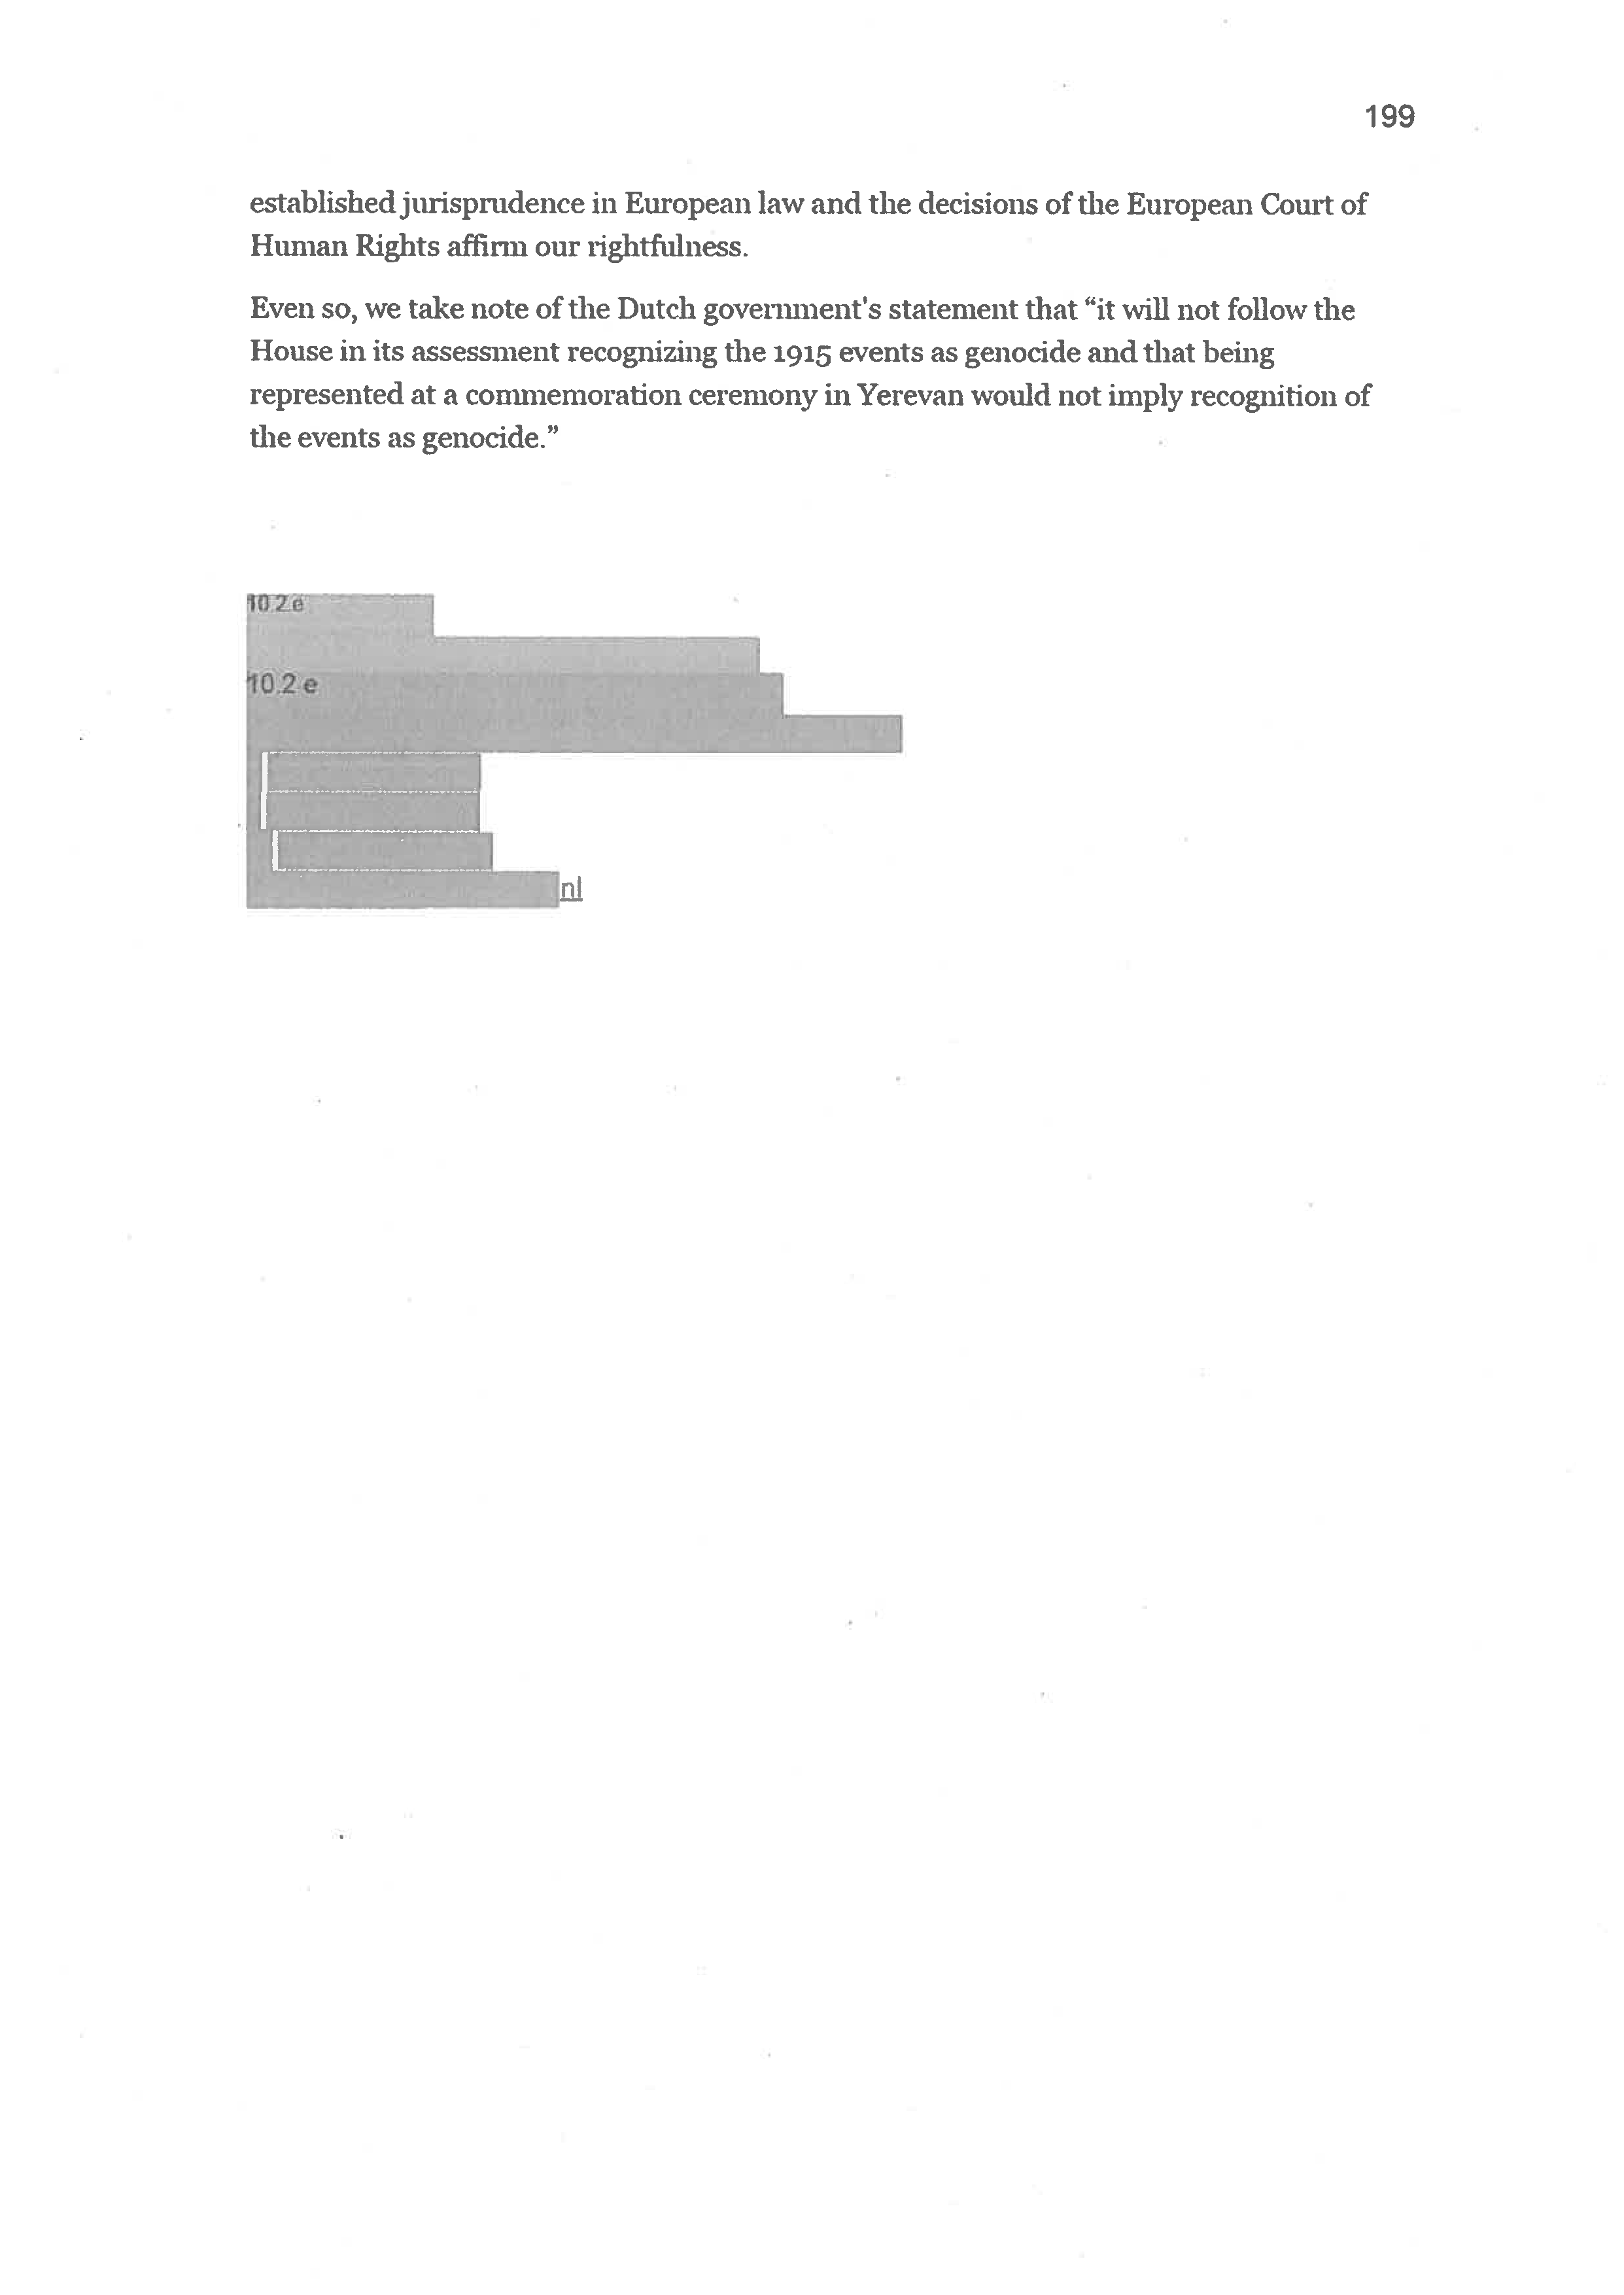 199
established jurisprudence in European law and the decisions of the European Court of
Human Rights affirm our rightfulness.
Even so, we take note of the Dutch government's statement that “it will not follow the
House in its assessment recognizing the 1915 events as genocide and that being
represented at a commemoration ceremony in Yerevan would not imply recognition of
the events as genocide.”
10.2 e
10.2 e
nl